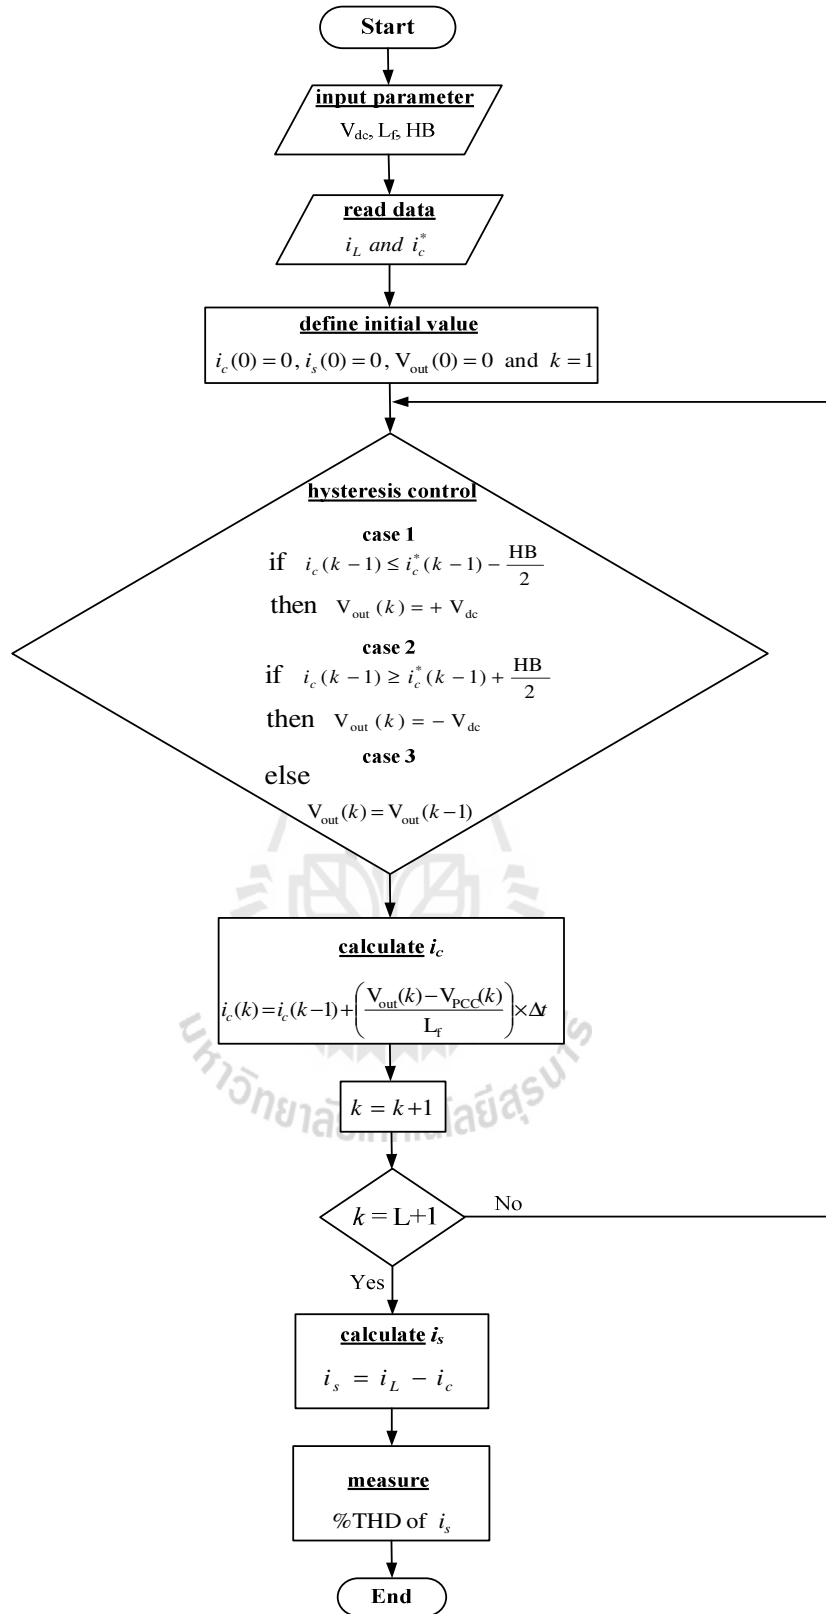 Start
input parameter
V_dc, L_f, HB
read data
i_L and i_c^*
define initial value
i_c(0)=0, i_s(0)=0, V_out(0)=0 and k=1
hysteresis control
case 1
if i_c(k−1) ≤ i_c^*(k−1) − HB/2
then V_out(k) = + V_dc
case 2
if i_c(k−1) ≥ i_c^*(k−1) + HB/2
then V_out(k) = − V_dc
case 3
else
V_out(k) = V_out(k−1)
calculate i_c
i_c(k) = i_c(k−1) + ((V_out(k) − V_PCC(k))/L_f) × Δt
k = k+1
k = L+1
No
Yes
calculate i_s
i_s = i_L − i_c
measure
%THD of i_s
End